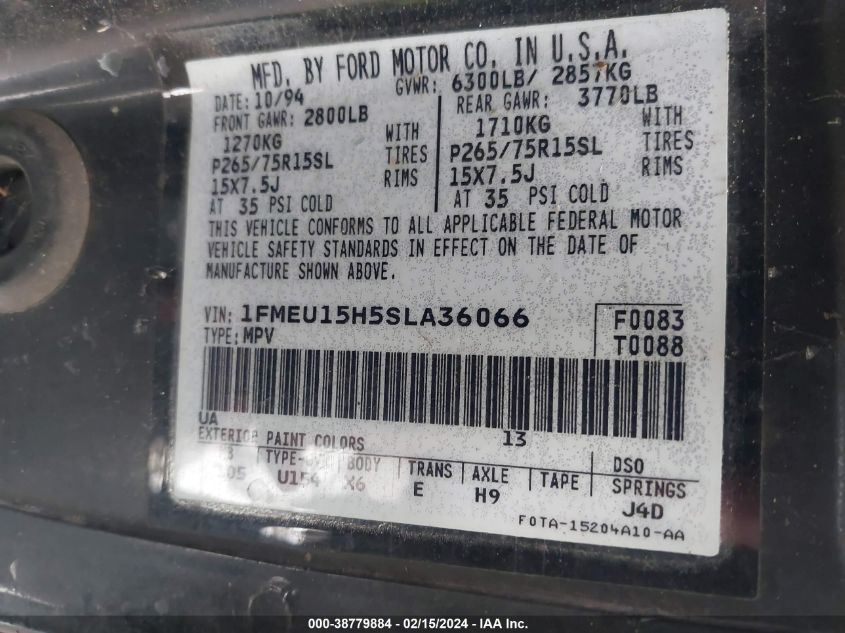 MFD. BY FORD MOTOR CO. IN U.S.A.
DATE: 10/94 GVWR: 6300LB/ 2857KG
FRONT GAWR: 2800LB REAR GAWR: 3770LB
1270KG WITH 1710KG WITH
P265/75R15SL TIRES P265/75R15SL TIRES
15X7.5J RIMS 15X7.5J RIMS
AT 35 PSI COLD AT 35 PSI COLD
THIS VEHICLE CONFORMS TO ALL APPLICABLE FEDERAL MOTOR
VEHICLE SAFETY STANDARDS IN EFFECT ON THE DATE OF
MANUFACTURE SHOWN ABOVE.
VIN: 1FMEU15H5SLA36066 F0083
TYPE: MPV T0088
UA 13
EXTERIOR PAINT COLORS DSO
TYPE- BODY TRANS AXLE TAPE SPRINGS
U154 E H9 J4D
F0TA-15204A10-AA
000-38779884 - 02/15/2024 - IAA Inc.